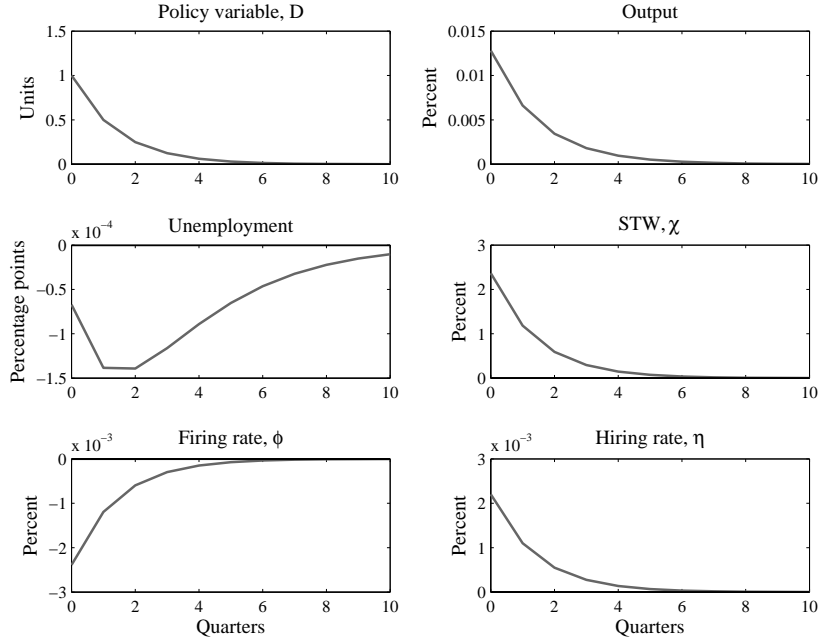 Policy variable, D
Units
1.5
1
0.5
0
0 2 4 6 8 10
Output
Percent
0.015
0.01
0.005
0
0 2 4 6 8 10
Unemployment
x 10⁻⁴
Percentage points
0
−0.5
−1
−1.5
0 2 4 6 8 10
STW, χ
Percent
3
2
1
0
0 2 4 6 8 10
Firing rate, ϕ
x 10⁻³
Percent
0
−1
−2
−3
0 2 4 6 8 10
Quarters
Hiring rate, η
x 10⁻³
Percent
3
2
1
0
0 2 4 6 8 10
Quarters